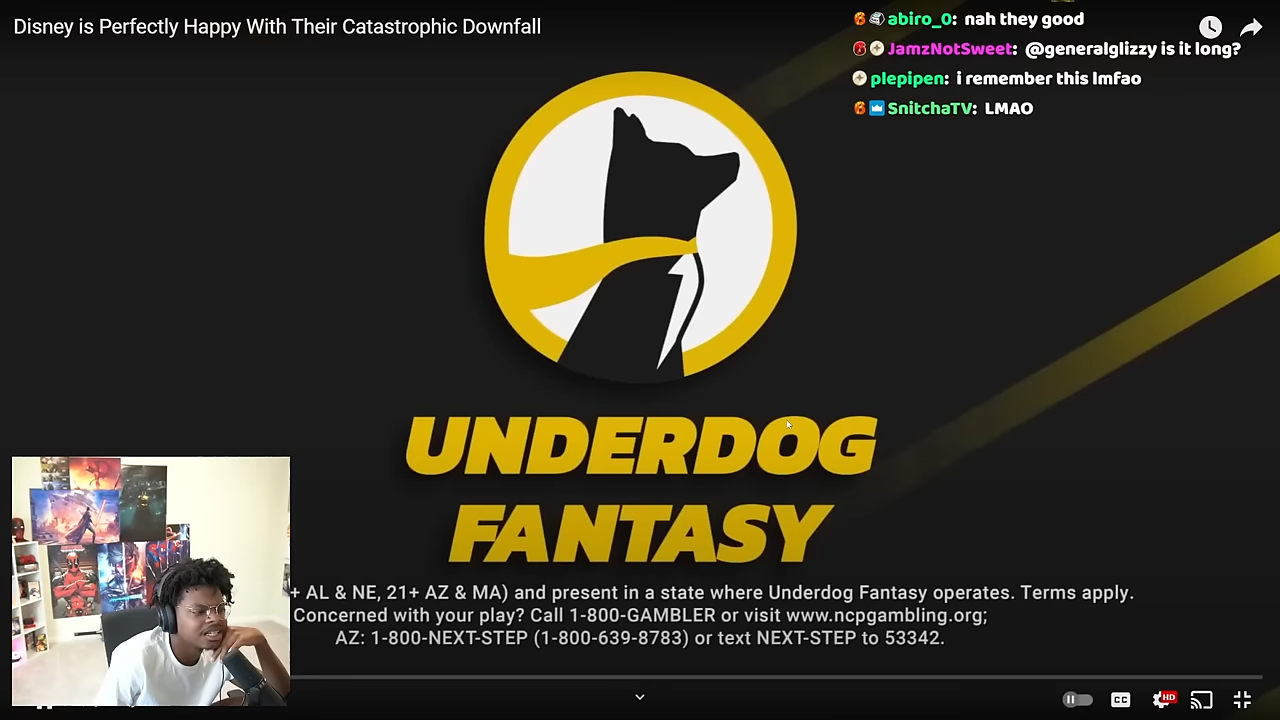 Disney is Perfectly Happy With Their Catastrophic Downfall
abiro_0: nah they good
JamzNotSweet: @generalglizzy is it long?
plepipen: i remember this lmfao
SnitchaTV: LMAO
UNDERDOG
FANTASY
+ AL & NE, 21+ AZ & MA) and present in a state where Underdog Fantasy operates. Terms apply.
Concerned with your play? Call 1-800-GAMBLER or visit www.ncpgambling.org;
AZ: 1-800-NEXT-STEP (1-800-639-8783) or text NEXT-STEP to 53342.
CC
HD